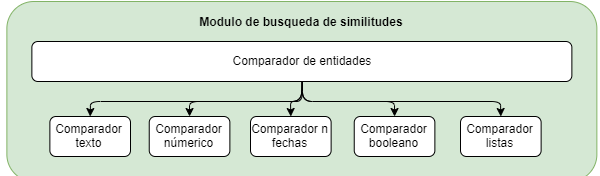 Modulo de busqueda de similitudes
Comparador de entidades
Comparador
texto
Comparador
númerico
Comparador n
fechas
Comparador
booleano
Comparador
listas